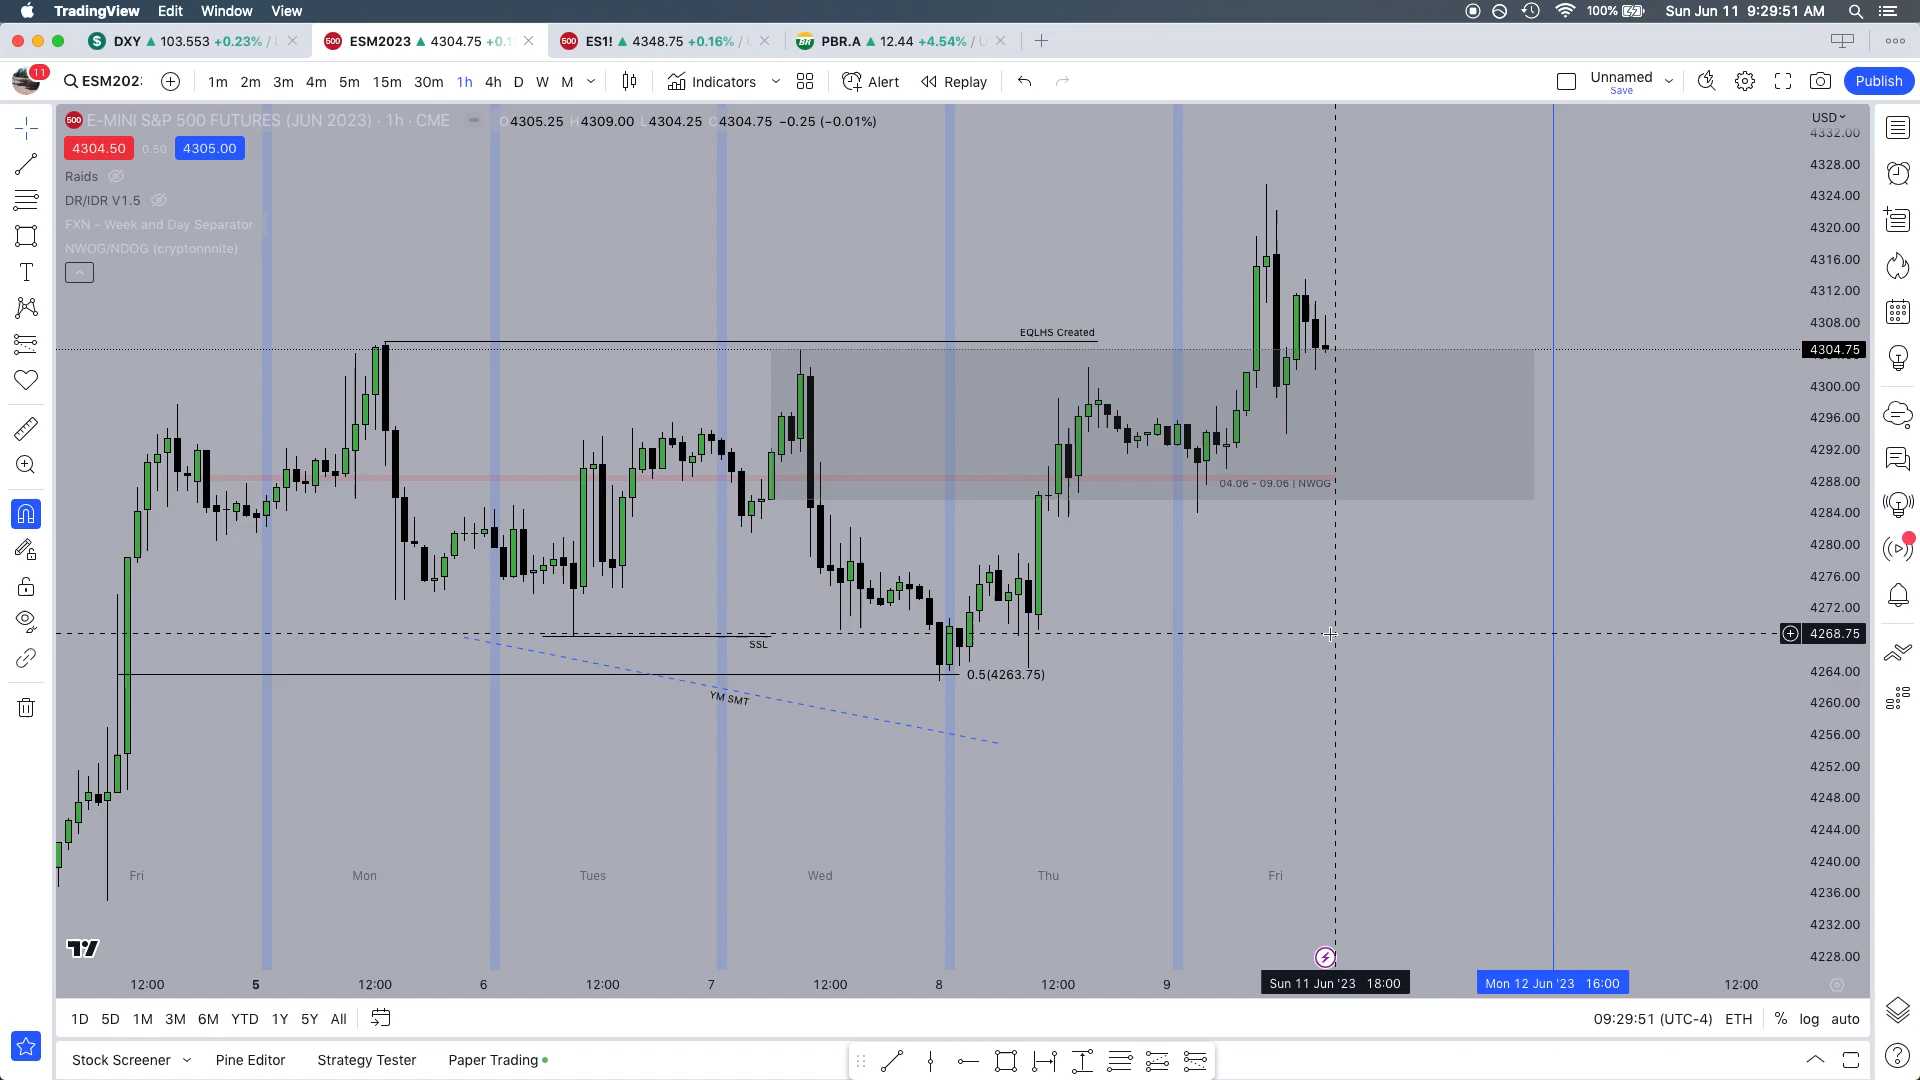 TradingView Edit Window View 100% Sun Jun 11 9:29:51 AM
DXY ▲ 103.553 +0.23% / ESM2023 ▲ 4304.75 ES1! ▲ 4348.75 +0.16% / PBR.A ▲ 12.44 +4.54% /
11 ESM202 1m 2m 3m 4m 5m 15m 30m 1h 4h D W M Indicators Alert Replay Unnamed Save Publish
500 E-MINI S&P 500 FUTURES (JUN 2023) · 1h · CME 4305.25 4309.00 4304.25 4304.75 −0.25 (−0.01%)
4304.50 0.50 4305.00
Raids
DR/IDR V1.5
FXN - Week and Day Separator
NWOG/NDOG (cryptonnnite)
USD
4332.00
4328.00
4324.00
4320.00
4316.00
4312.00
4308.00
4304.75
4300.00
4296.00
4292.00
4288.00
4284.00
4280.00
4276.00
4272.00
4268.75
4264.00
4260.00
4256.00
4252.00
4248.00
4244.00
4240.00
4236.00
4232.00
4228.00
EQLHS Created
04.06 - 09.06 | NWOG
SSL
0.5(4263.75)
YM SMT
Fri Mon Tues Wed Thu Fri
12:00 5 12:00 6 12:00 7 12:00 8 12:00 9 Sun 11 Jun '23 18:00 Mon 12 Jun '23 16:00 12:00
1D 5D 1M 3M 6M YTD 1Y 5Y All 09:29:51 (UTC-4) ETH % log auto
Stock Screener Pine Editor Strategy Tester Paper Trading